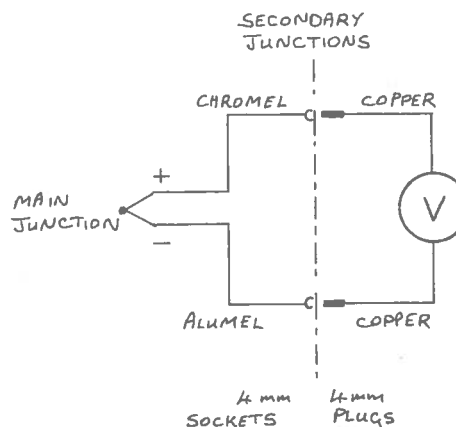 SECONDARY
JUNCTIONS
CHROMEL
COPPER
+
MAIN
JUNCTION
−
V
ALUMEL
COPPER
4 mm
SOCKETS
4 mm
PLUGS